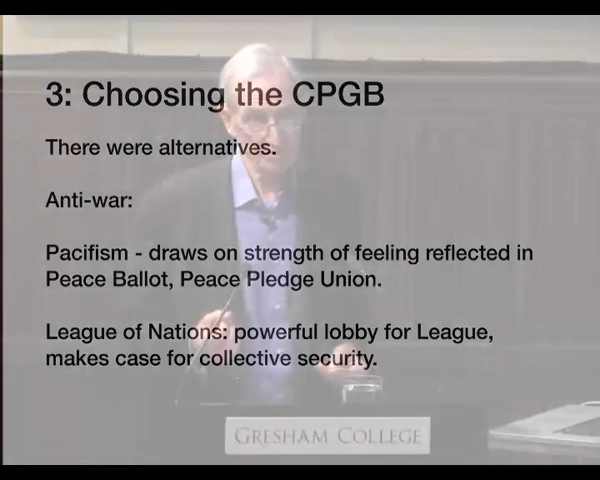 3: Choosing the CPGB
There were alternatives.
Anti-war:
Pacifism - draws on strength of feeling reflected in
Peace Ballot, Peace Pledge Union.
League of Nations: powerful lobby for League,
makes case for collective security.
GRESHAM COLLEGE